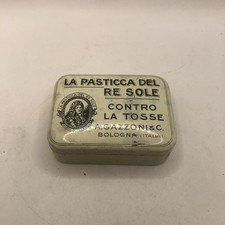 LA PASTICCA DEL
RE SOLE
CONTRO
LA TOSSE
A. GAZZONI & C.
BOLOGNA (ITALIA)